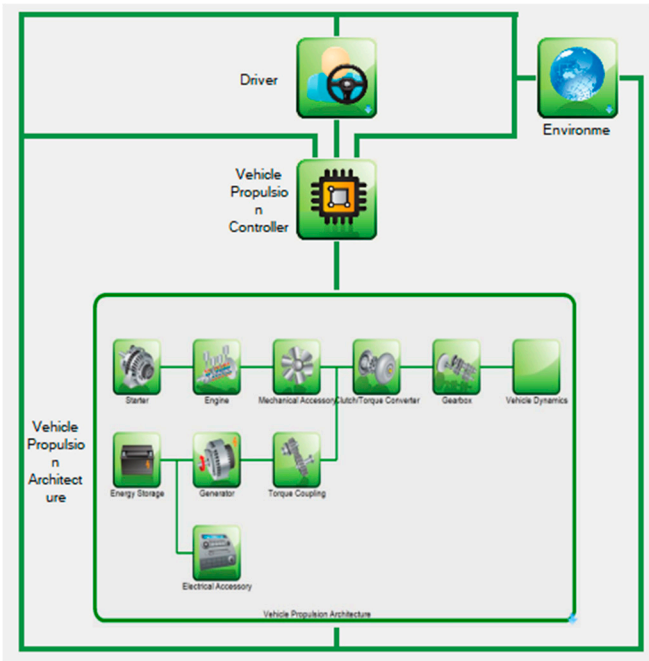 Driver
Environme
Vehicle
Propulsio
n
Controller
Starter
Engine
Mechanical Accessory
Clutch/Torque Converter
Gearbox
Vehicle Dynamics
Vehicle
Propulsio
n
Architect
ure
Energy Storage
Generator
Torque Coupling
Electrical Accessory
Vehicle Propulsion Architecture